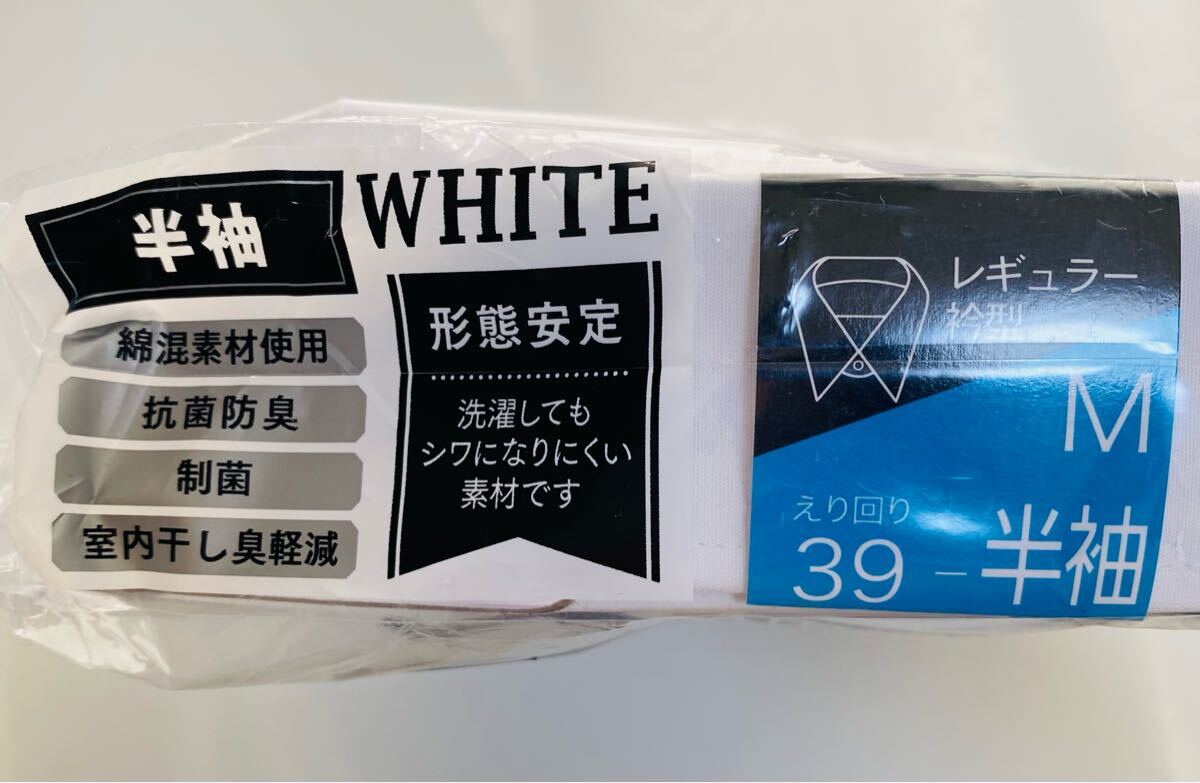 半袖
WHITE
綿混素材使用
抗菌防臭
制菌
室内干し臭軽減
形態安定
洗濯しても
シワになりにくい
素材です
レギュラー
衿型
M
えり回り
39-半袖